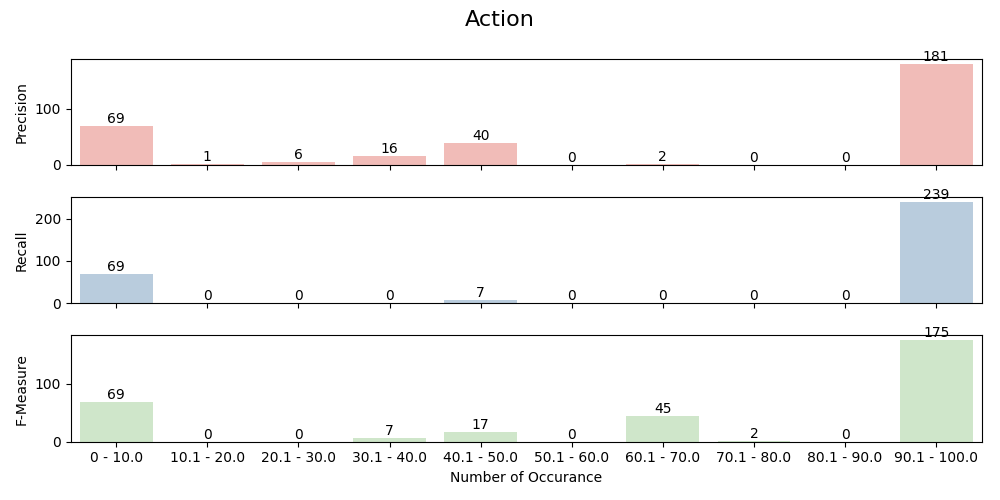 Action
Precision
100
0
69 1 6 16 40 0 2 0 0 181
Recall
200
100
0
69 0 0 0 7 0 0 0 0 239
F-Measure
100
0
69 0 0 7 17 0 45 2 0 175
0 - 10.0 10.1 - 20.0 20.1 - 30.0 30.1 - 40.0 40.1 - 50.0 50.1 - 60.0 60.1 - 70.0 70.1 - 80.0 80.1 - 90.0 90.1 - 100.0
Number of Occurance